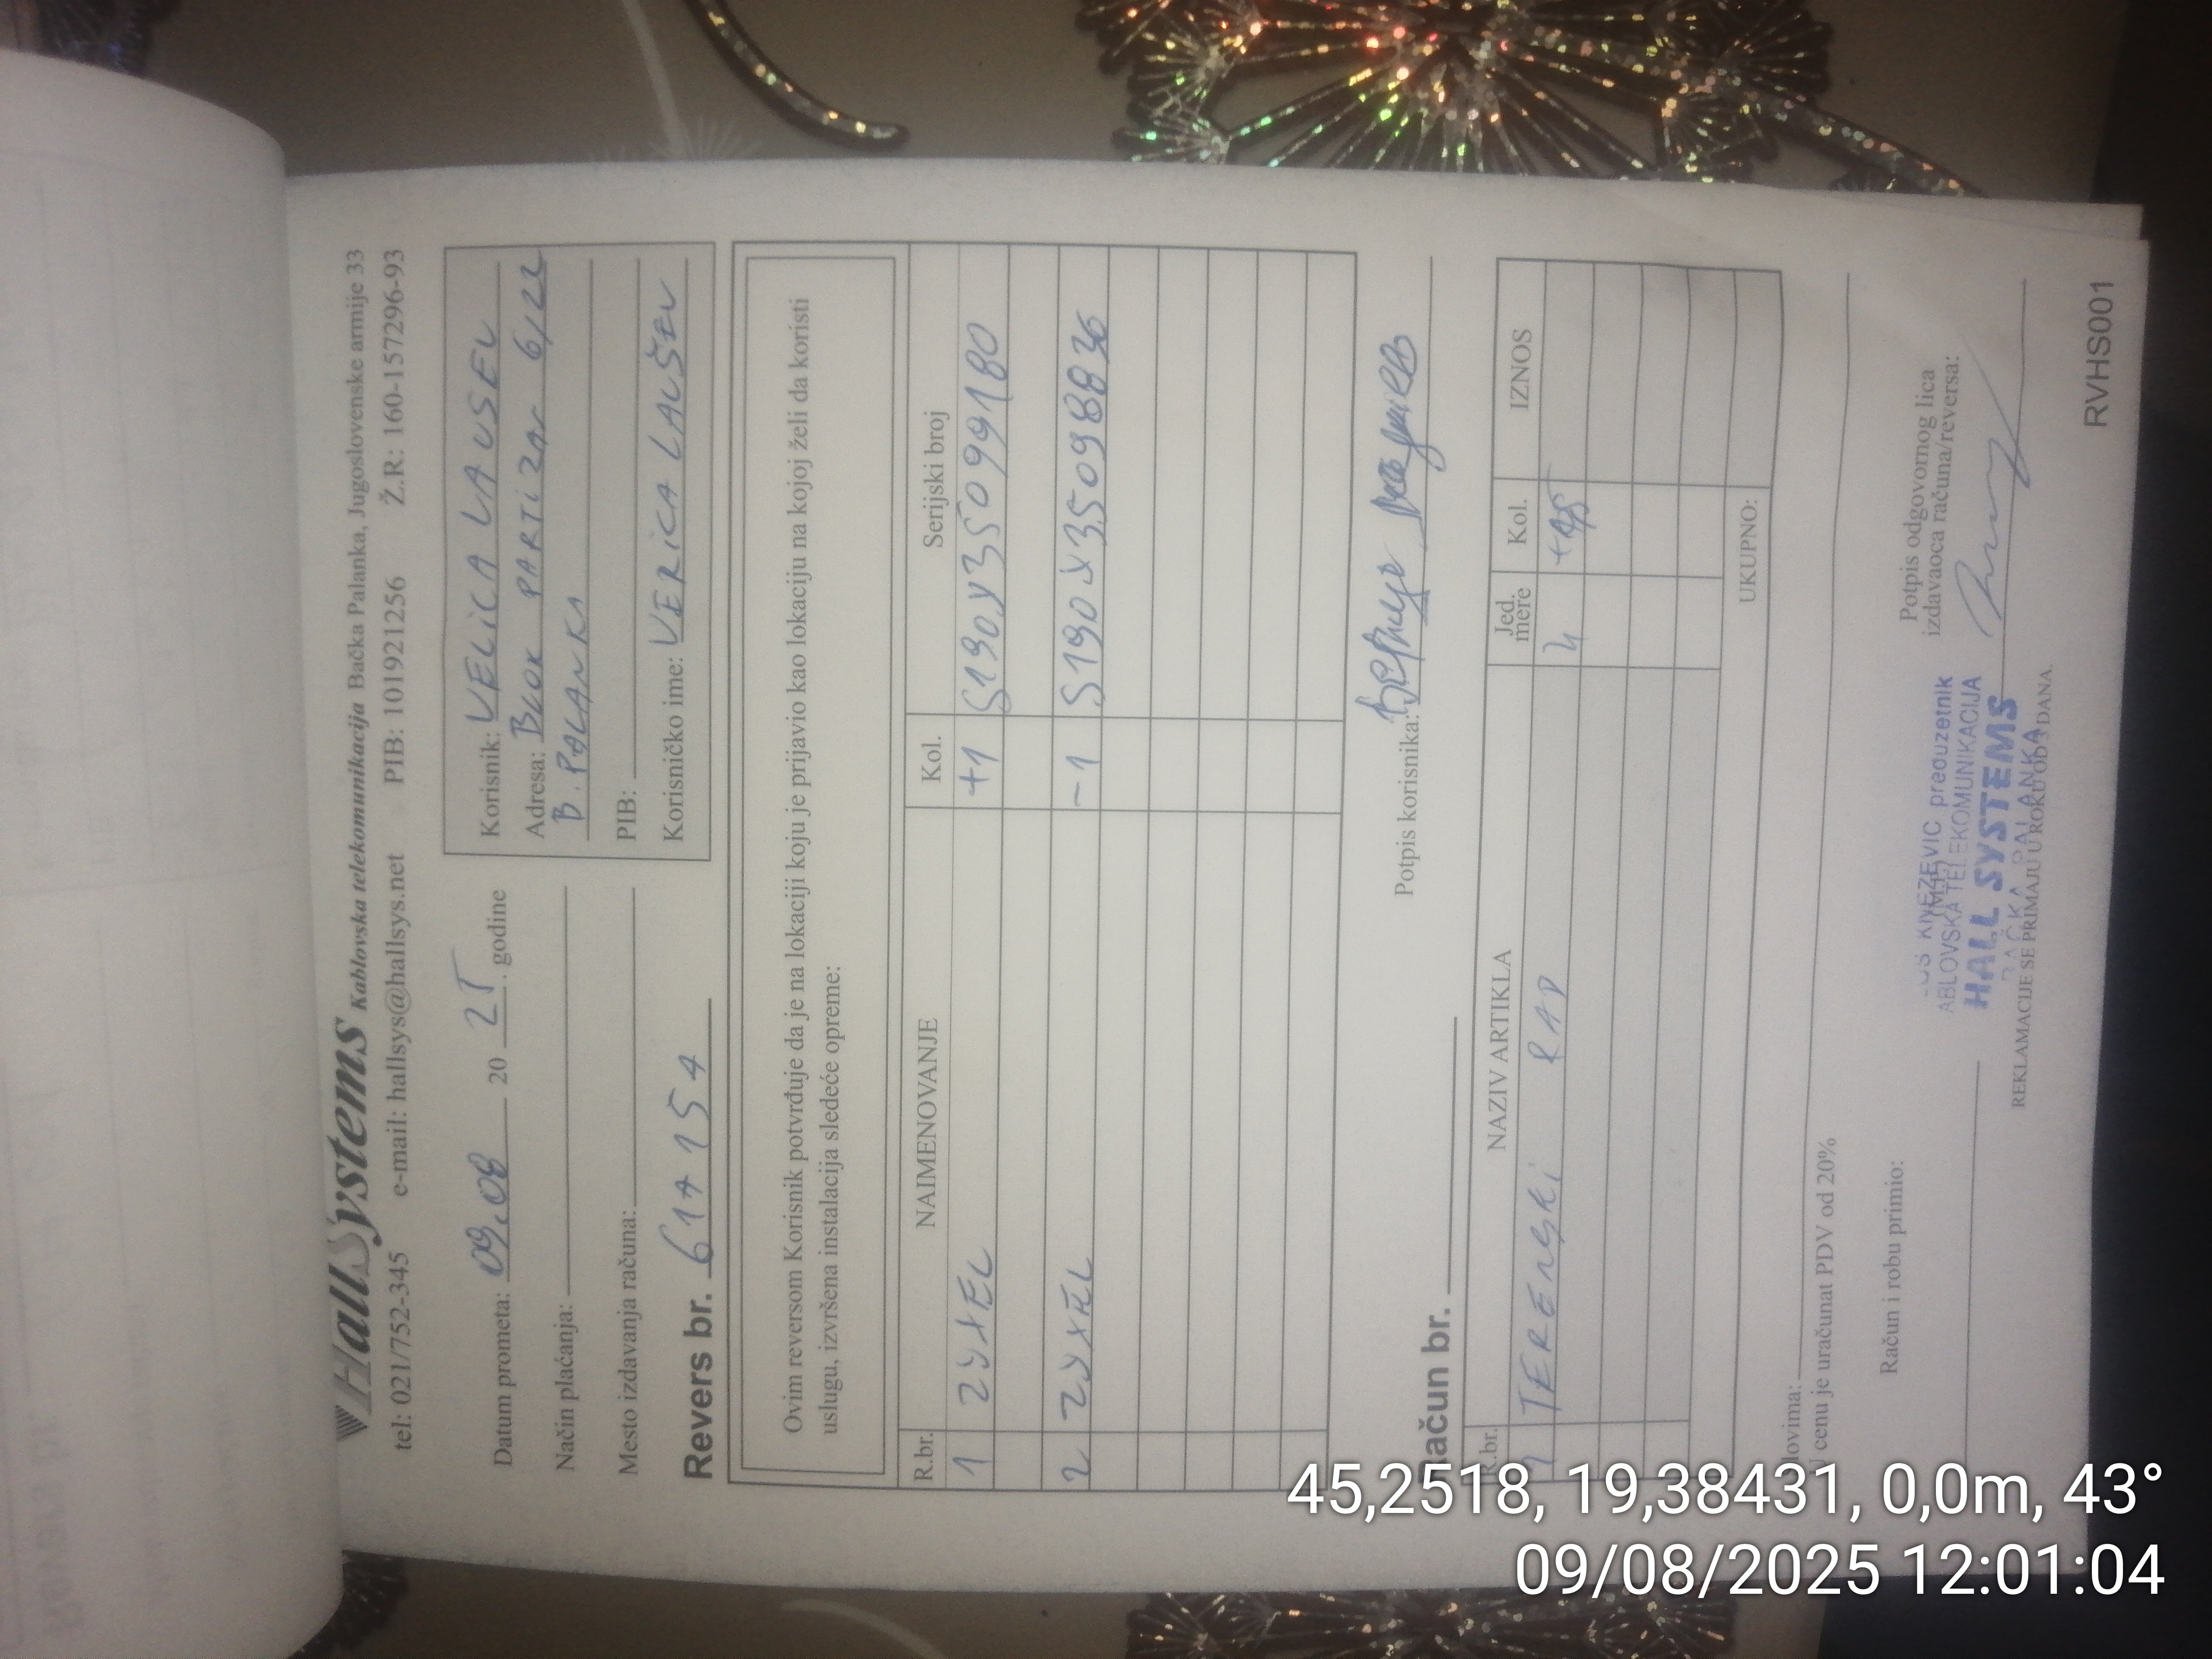 HallSystems Kablovska telekomunikacija Bačka Palanka, Jugoslovenske armije 33
tel: 021/752-345 e-mail: hallsys@hallsys.net PIB: 101921256 Ž.R: 160-157296-93
Datum prometa: 09.08 20 25. godine
Način plaćanja:
Mesto izdavanja računa:
Revers br. 617154
Korisnik: VELICA LAUSEV
Adresa: BLOK PARTIZAN 6/22
B. PALANKA
PIB:
Korisničko ime: VERICA LAUŠEV
Ovim reversom Korisnik potvrđuje da je na lokaciji koju je prijavio kao lokaciju na kojoj želi da koristi
uslugu, izvršena instalacija sledeće opreme:
R.br. NAIMENOVANJE Kol. Serijski broj
1 ZYXEL +1 S190Y35099180
2 ZYXEL -1 S190Y35098836
Potpis korisnika:
Račun br.
R.br. NAZIV ARTIKLA Jed. mere Kol. IZNOS
1 TERENSKI RAD h
UKUPNO:
lovima:
U cenu je uračunat PDV od 20%
Račun i robu primio:
Potpis odgovornog lica
izdavaoca računa/reversa:
KNEZEVIC preduzetnik
ABLOVSKA TELEKOMUNIKACIJA
HALL SYSTEMS
BAČKA PALANKA
REKLAMACIJE SE PRIMAJU U ROKU OD 3 DANA
RVHS001
45,2518, 19,38431, 0,0m, 43°
09/08/2025 12:01:04